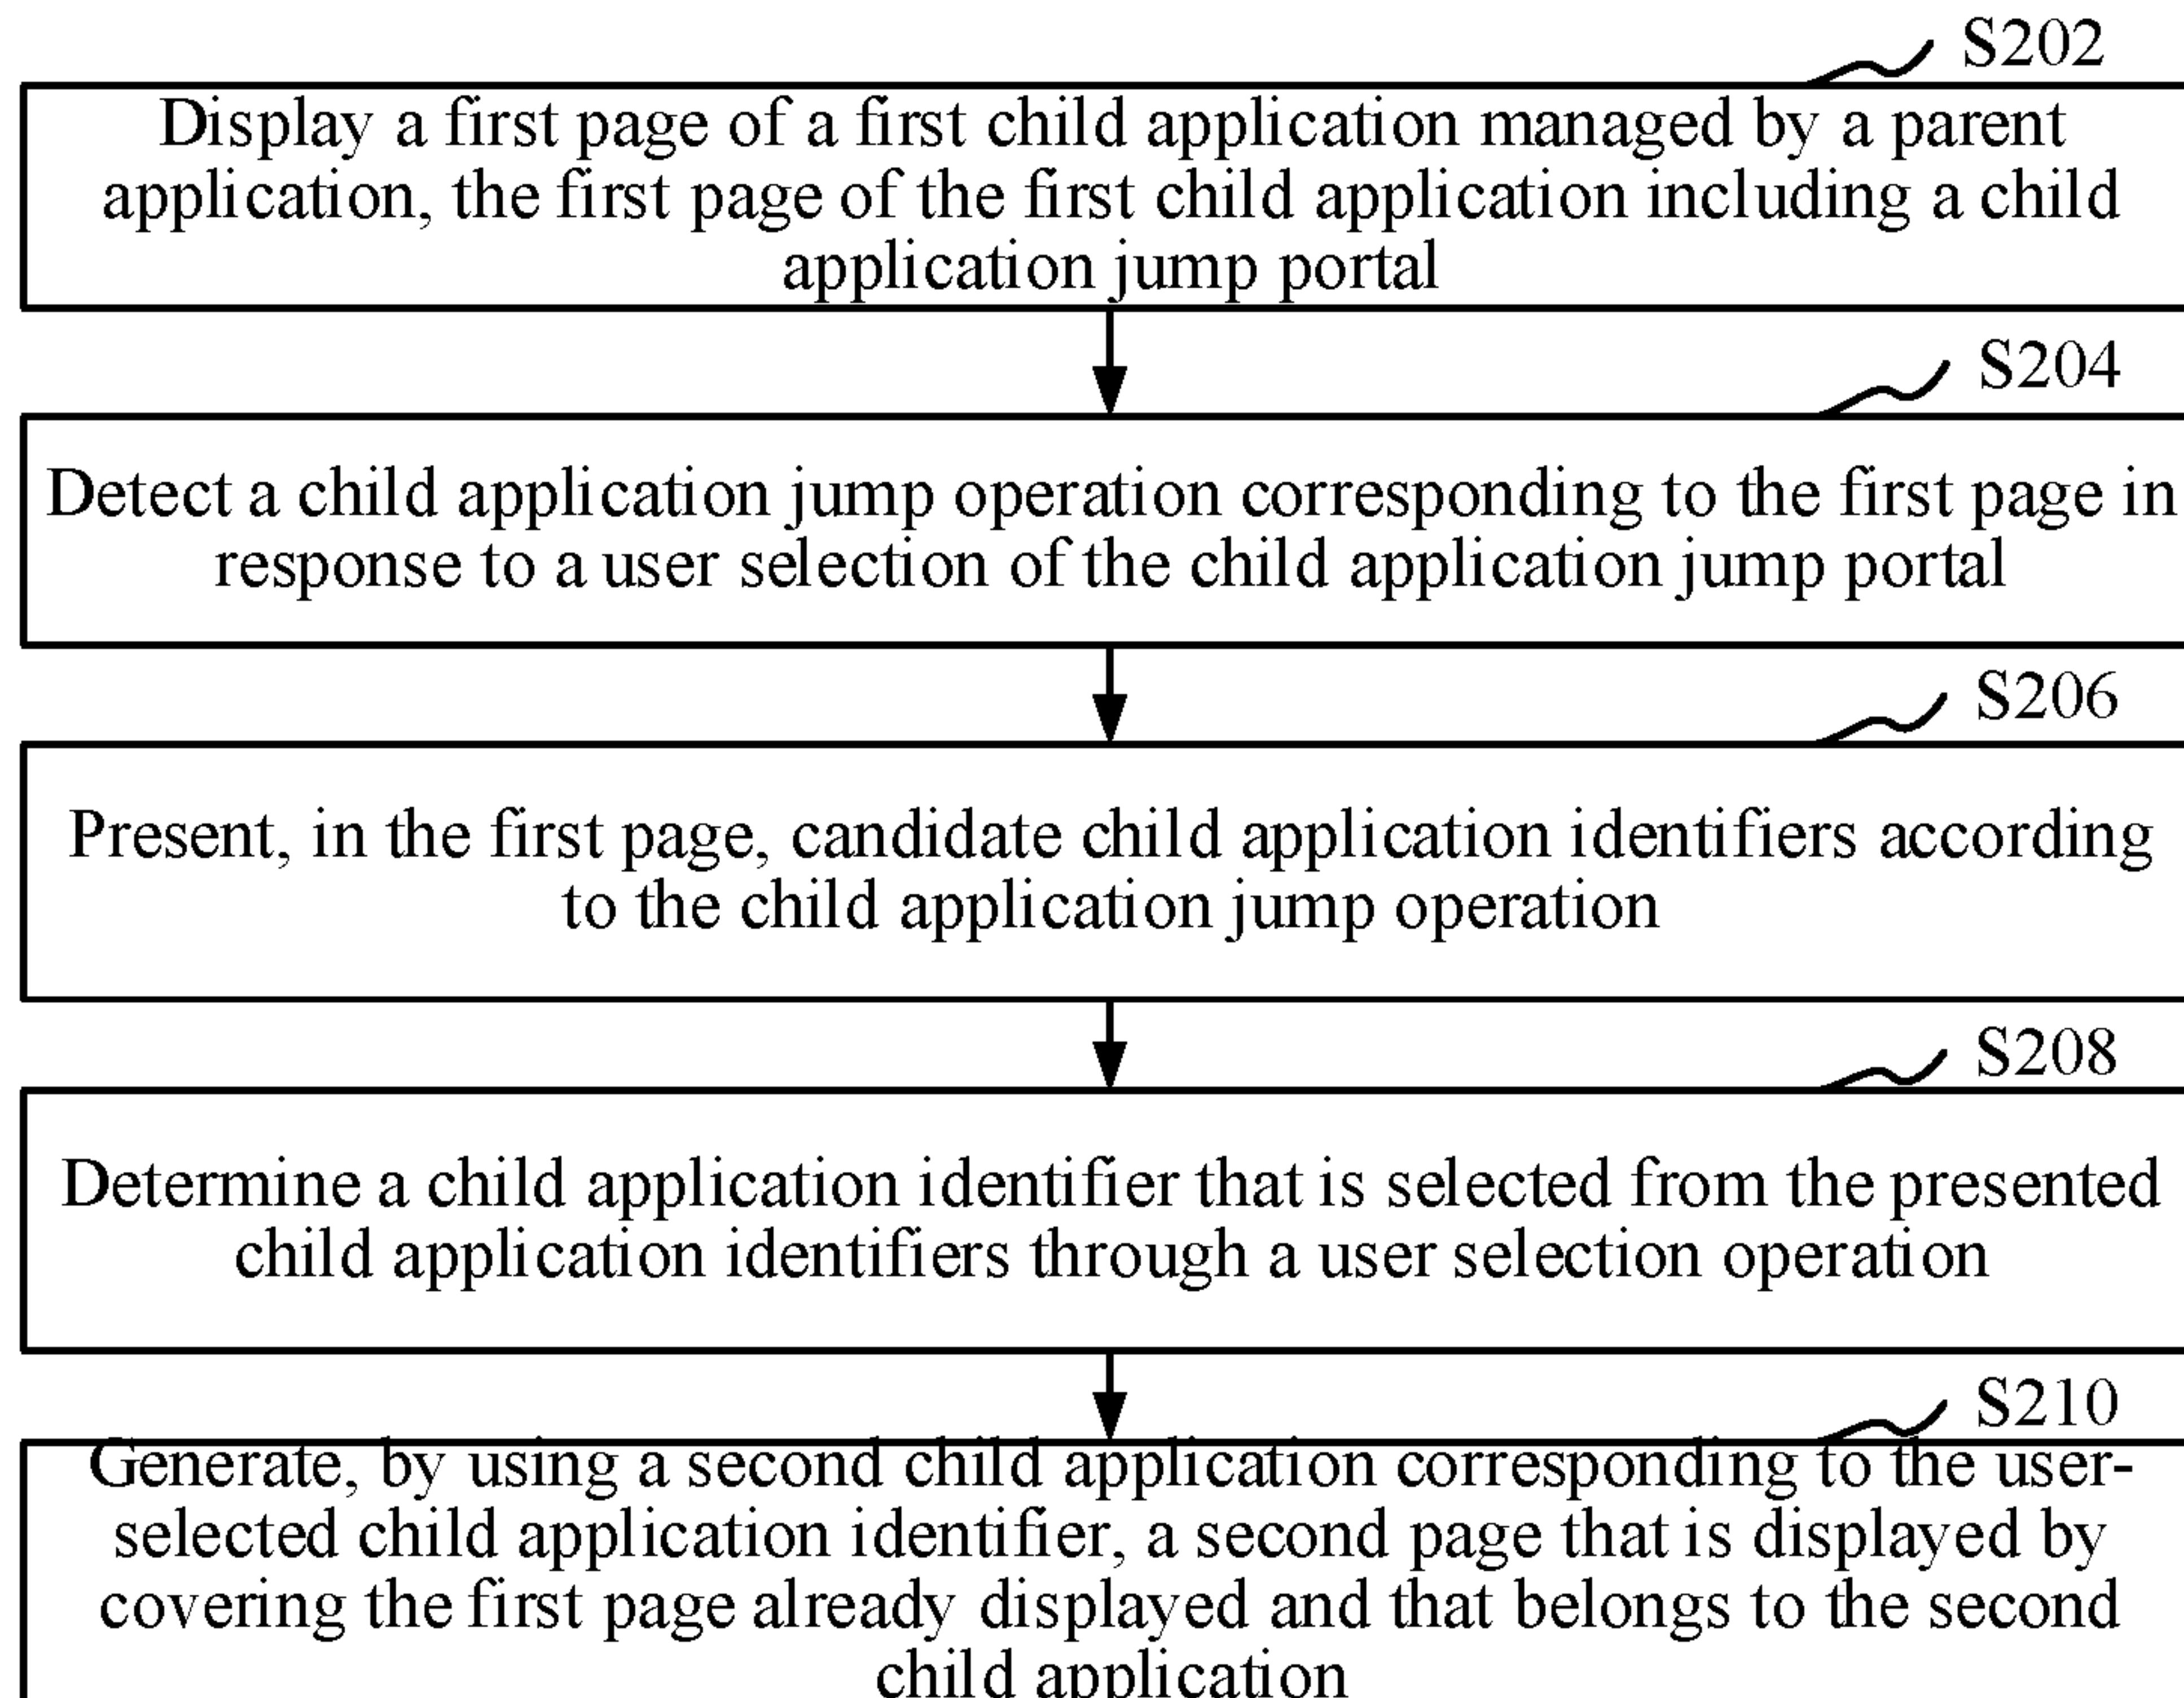 S202
Display a first page of a first child application managed by a parent
application, the first page of the first child application including a child
application jump portal
S204
Detect a child application jump operation corresponding to the first page in
response to a user selection of the child application jump portal
S206
Present, in the first page, candidate child application identifiers according
to the child application jump operation
S208
Determine a child application identifier that is selected from the presented
child application identifiers through a user selection operation
S210
Generate, by using a second child application corresponding to the user-
selected child application identifier, a second page that is displayed by
covering the first page already displayed and that belongs to the second
child application